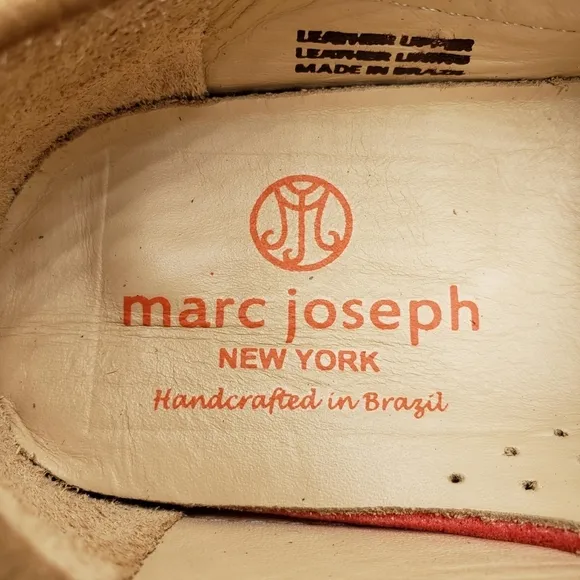 LEATHER UPPER
LEATHER LINING
MADE IN BRAZIL
marc joseph
NEW YORK
Handcrafted in Brazil